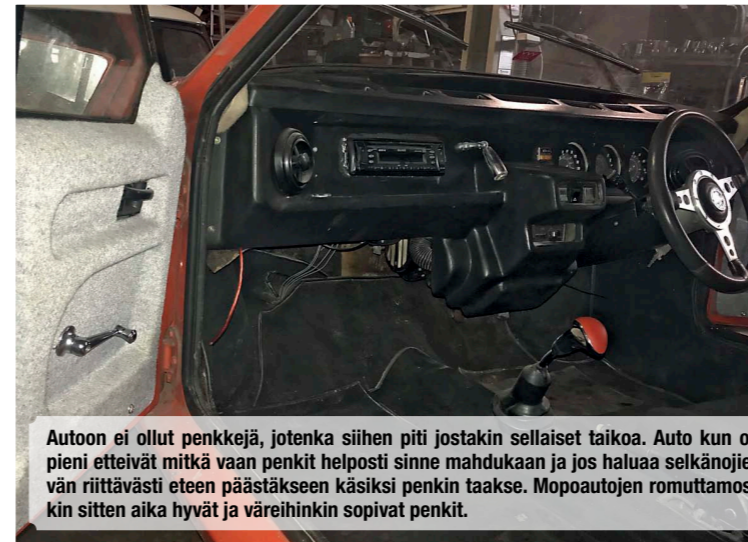 Autoon ei ollut penkkejä, jotenka siihen piti jostakin sellaiset taikoa. Auto kun o
pieni etteivät mitkä vaan penkit helposti sinne mahdukaan ja jos haluaa selkänojie
vän riittävästi eteen päästäkseen käsiksi penkin taakse. Mopoautojen romuttamos
kin sitten aika hyvät ja väreihinkin sopivat penkit.